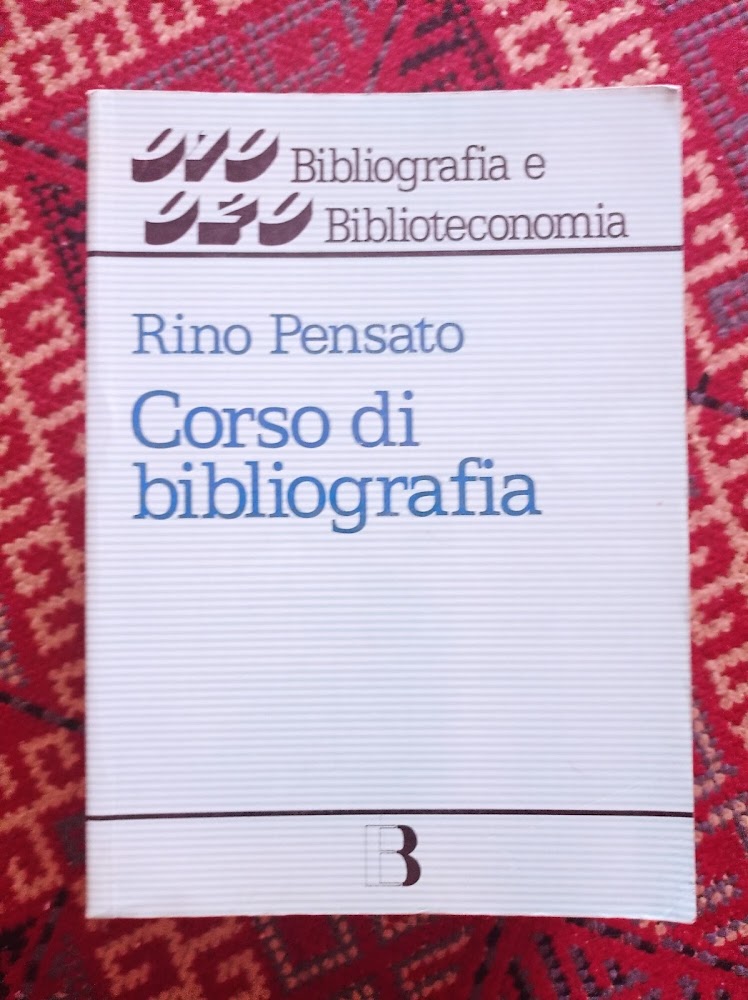 010 Bibliografia e
020 Biblioteconomia
Rino Pensato
Corso di
bibliografia
B